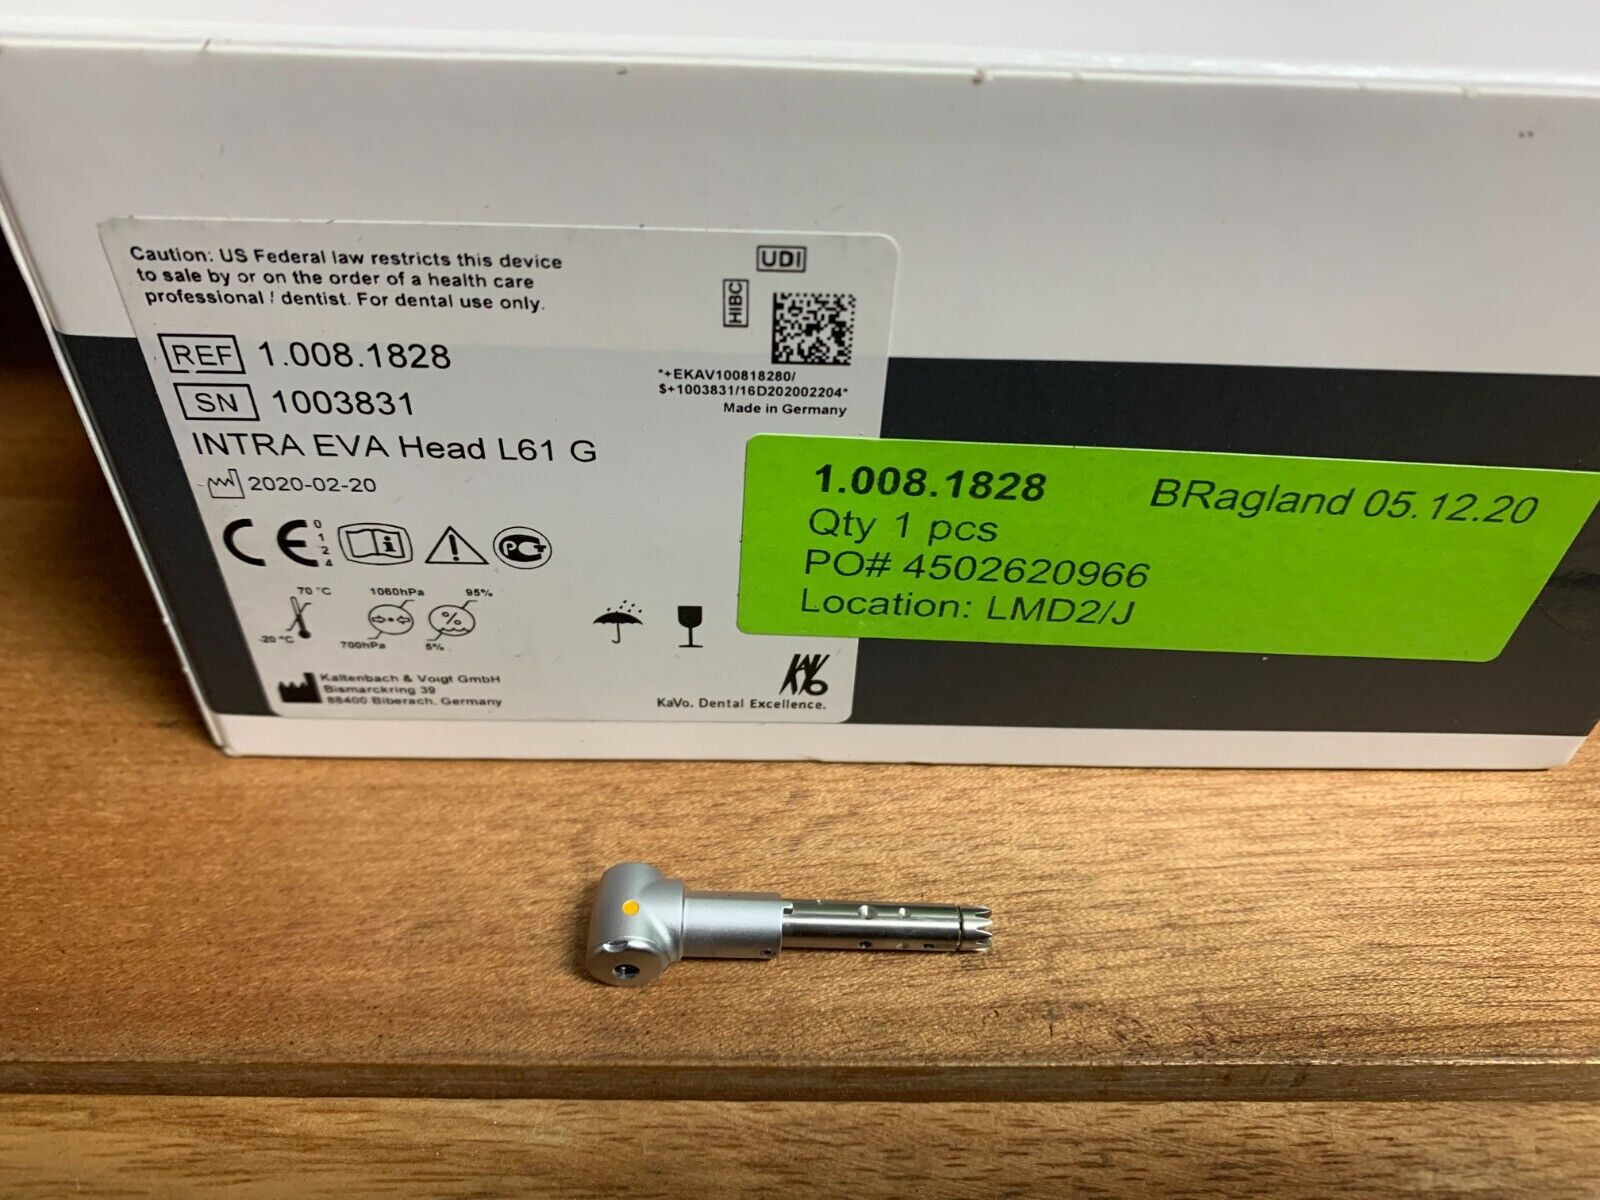 Caution: US Federal law restricts this device
to sale by or on the order of a health care
professional / dentist. For dental use only.
UDI
HIBC
REF 1.008.1828
SN 1003831
*+EKAV100818280/
$+1003831/16D202002204*
Made in Germany
INTRA EVA Head L61 G
2020-02-20
CE 0124
PC+
70 °C
-20 °C
1060hPa
700hPa
95%
%
5%
Kaltenbach & Voigt GmbH
Bismarckring 39
88400 Biberach, Germany
KAVO
KaVo. Dental Excellence.
1.008.1828
BRagland 05.12.20
Qty 1 pcs
PO# 4502620966
Location: LMD2/J